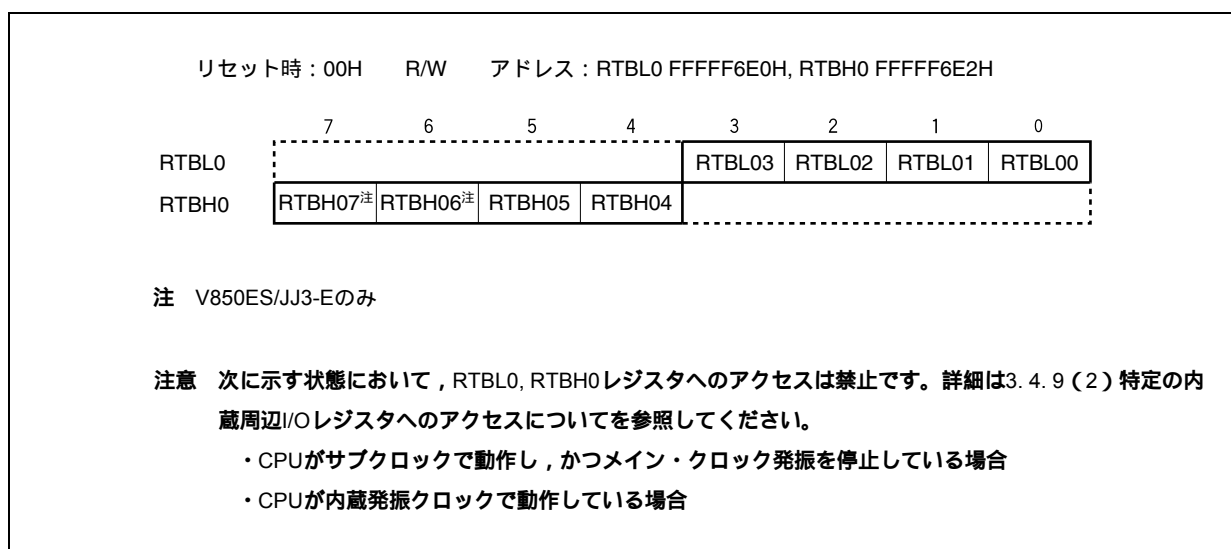 リセット時：00H　R/W　アドレス：RTBL0 FFFFF6E0H, RTBH0 FFFFF6E2H
7 6 5 4 3 2 1 0
RTBL0 RTBL03 RTBL02 RTBL01 RTBL00
RTBH0 RTBH07注 RTBH06注 RTBH05 RTBH04
注　V850ES/JJ3-Eのみ
注意　次に示す状態において，RTBL0, RTBH0レジスタへのアクセスは禁止です。詳細は3. 4. 9（2）特定の内
蔵周辺I/Oレジスタへのアクセスについてを参照してください。
・CPUがサブクロックで動作し，かつメイン・クロック発振を停止している場合
・CPUが内蔵発振クロックで動作している場合